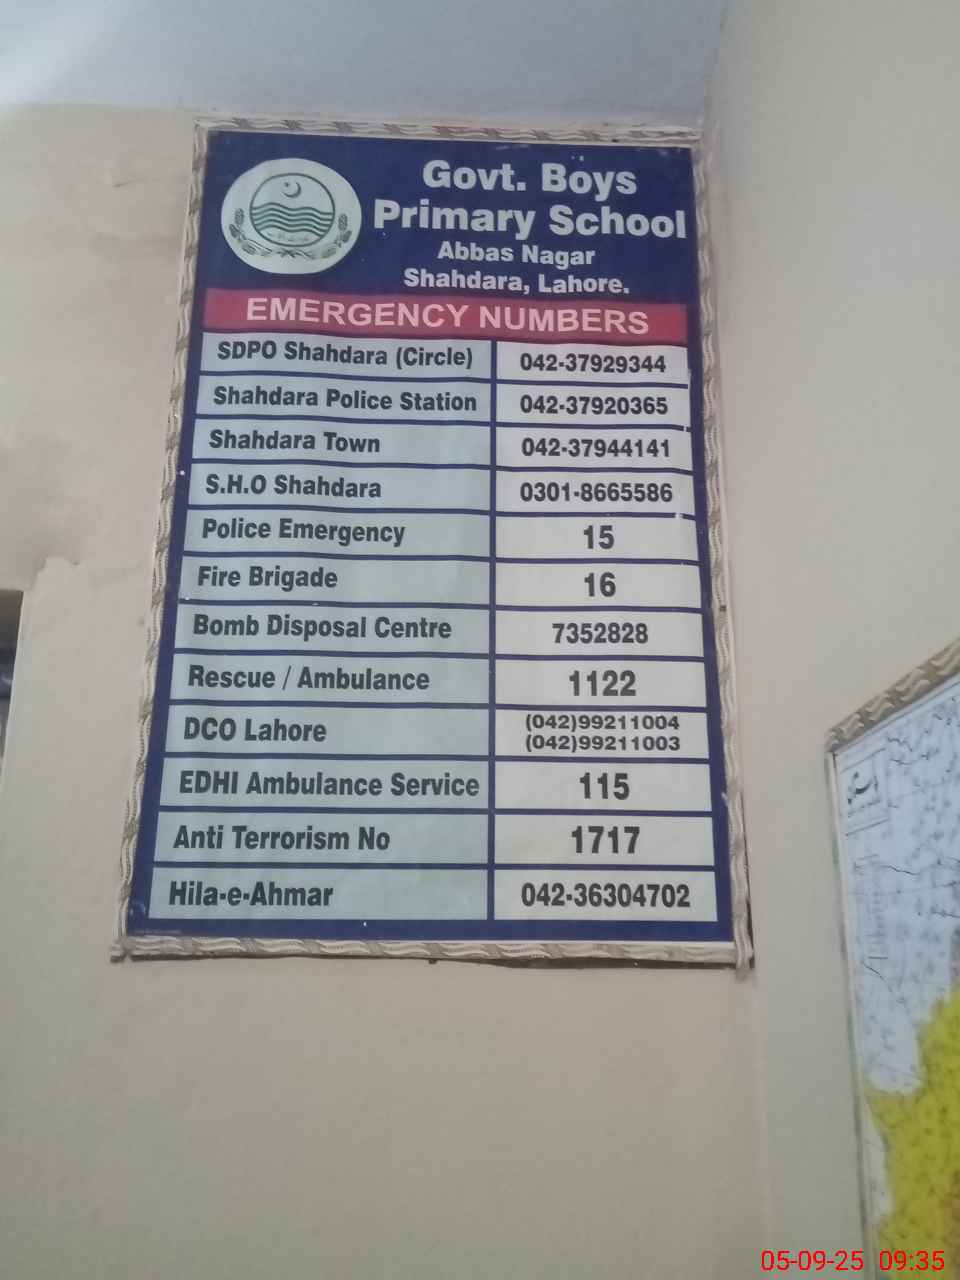 Govt. Boys
Primary School
Abbas Nagar
Shahdara, Lahore.
EMERGENCY NUMBERS
SDPO Shahdara (Circle) 042-37929344
Shahdara Police Station 042-37920365
Shahdara Town 042-37944141
S.H.O Shahdara 0301-8665586
Police Emergency 15
Fire Brigade 16
Bomb Disposal Centre 7352828
Rescue / Ambulance 1122
DCO Lahore (042)99211004
(042)99211003
EDHI Ambulance Service 115
Anti Terrorism No 1717
Hila-e-Ahmar 042-36304702
05-09-25 09:35